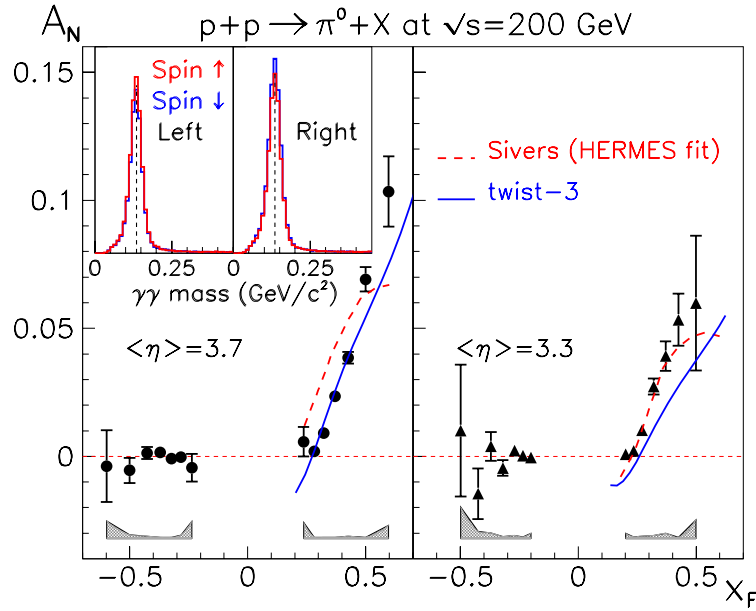 A_N p+p → π⁰+X at √s=200 GeV
0.15
0.1
0.05
0
Spin ↑
Spin ↓
Left
Right
0 0.25 0 0.25
γγ mass (GeV/c²)
Sivers (HERMES fit)
twist-3
<η>=3.7
<η>=3.3
-0.5 0 0.5 -0.5 0 0.5
x_F